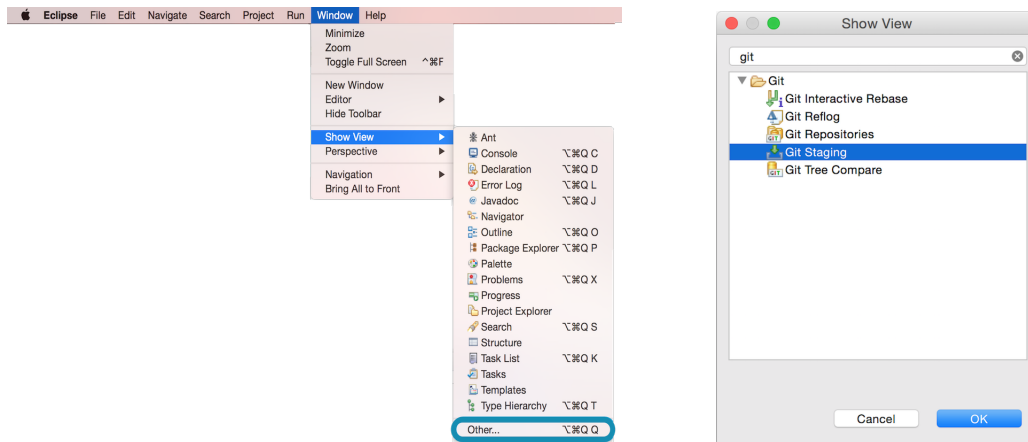 Eclipse File Edit Navigate Search Project Run Window Help
Minimize
Zoom
Toggle Full Screen ^⌘F
New Window
Editor ▶
Hide Toolbar
Show View ▶
Perspective ▶
Navigation ▶
Bring All to Front
Ant
Console ⌥⌘Q C
Declaration ⌥⌘Q D
Error Log ⌥⌘Q L
Javadoc ⌥⌘Q J
Navigator
Outline ⌥⌘Q O
Package Explorer ⌥⌘Q P
Palette
Problems ⌥⌘Q X
Progress
Project Explorer
Search ⌥⌘Q S
Structure
Task List ⌥⌘Q K
Tasks
Templates
Type Hierarchy ⌥⌘Q T
Other... ⌥⌘Q Q
Show View
git
Git
Git Interactive Rebase
Git Reflog
Git Repositories
Git Staging
Git Tree Compare
Cancel OK